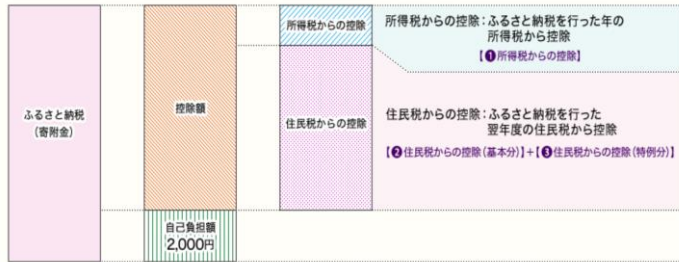 ふるさと納税
(寄附金)
控除額
自己負担額
2,000円
所得税からの控除
住民税からの控除
所得税からの控除：ふるさと納税を行った年の
所得税から控除
【❶所得税からの控除】
住民税からの控除：ふるさと納税を行った
翌年度の住民税から控除
【❷住民税からの控除(基本分)】+【❸住民税からの控除(特例分)】